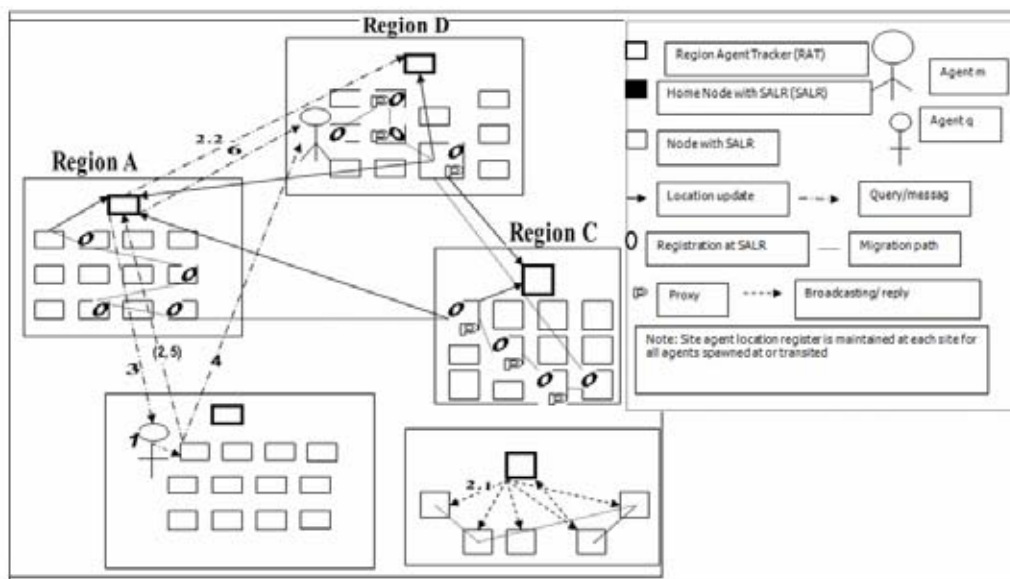 Region D
Region Agent Tracker (RAT)
Agent m
Home Node with SALR (SALR)
Agent q
2.2
6
Node with SALR
Region A
Location update
Query/messag
Region C
Registration at SALR
Migration path
Proxy
Broadcasting/ reply
(2,5)
4
3
Note: Site agent location register is maintained at each site for
all agents spawned at or transited
1
2.1